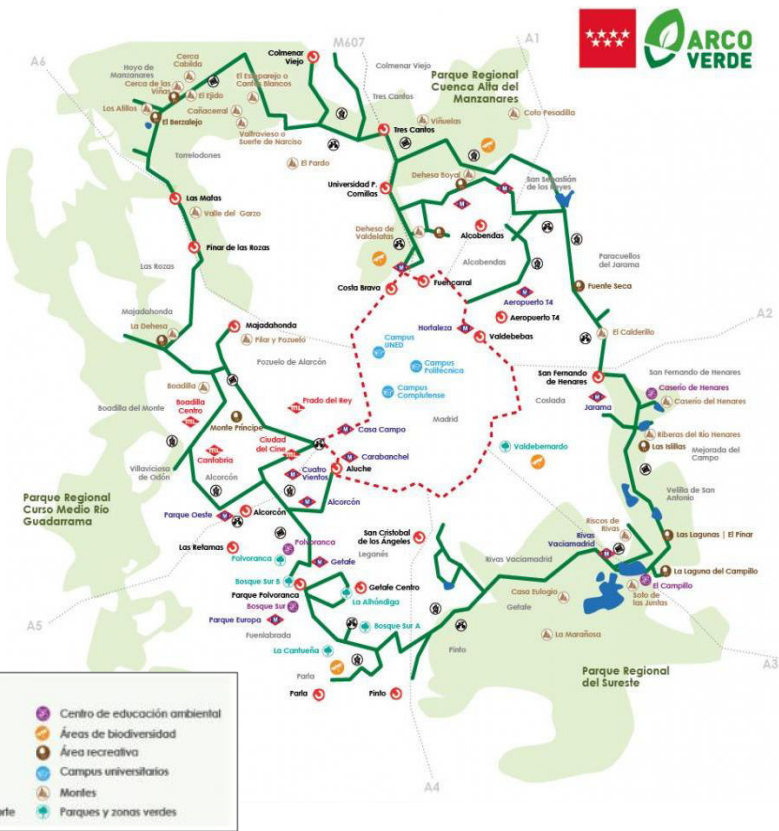 ARCO
VERDE
A6
M607
A1
Colmenar
Viejo
Colmenar Viejo
Cerca
Cabilda
Hoyo de
Manzanares
Cerca de las
Viñas
El Ejido
El Esteparejo o
Cantos Blancos
Parque Regional
Cuenca Alta del
Manzanares
Tres Cantos
Los Alillos
El Berzalejo
Cañacerral
Valtravieso o
Suerte de Narciso
Viñuelas
Coto Pesadilla
Tres Cantos
Torrelodones
El Pardo
Dehesa Boyal
San Sebastián
de los Reyes
Universidad P.
Comillas
Las Matas
Valle del Garzo
Dehesa de
Valdelatas
Alcobendas
Pinar de las Rozas
Alcobendas
Paracuellos
del Jarama
Las Rozas
Costa Brava
Fuencarral
Fuente Seca
Aeropuerto T4
Aeropuerto T4
A2
Majadahonda
La Dehesa
Majadahonda
Pilar y Pozuelo
Hortaleza
Valdebebas
El Calderillo
Campus
UNED
Campus
Politécnica
Campus
Complutense
Pozuelo de Alarcón
San Fernando
de Henares
San Fernando de Henares
Boadilla
Boadilla
Centro
Prado del Rey
Coslada
Jarama
Caserío de Henares
Caserío del Henares
Boadilla del Monte
Monte Príncipe
Madrid
Casa Campo
Ciudad
del Cine
Valdebernardo
Riberas del Río Henares
Las Islillas
Mejorada del
Campo
Villaviciosa
de Odón
Cantabria
Carabanchel
Alcorcón
Cuatro
Vientos
Aluche
Parque Regional
Curso Medio Río
Guadarrama
Velilla de San
Antonio
Parque Oeste
Alcorcón
Alcorcón
San Cristobal
de los Ángeles
Riscos de
Rivas
Rivas
Vaciamadrid
Las Lagunas | El Pinar
Las Retamas
Polvoranca
Polvoranca
Leganés
Getafe
Rivas Vaciamadrid
La Laguna del Campillo
Bosque Sur B
Parque Polvoranca
Getafe Centro
El Campillo
A5
Bosque Sur
La Alhóndiga
Casa Eulogio
Soto de
las Juntas
Getafe
Parque Europa
Bosque Sur A
Fuenlabrada
La Marañosa
La Cantueña
Pinto
A3
Parla
Parque Regional
del Sureste
Parla
Pinto
A4
Centro de educación ambiental
Áreas de biodiversidad
Área recreativa
Campus universitarios
Montes
Parques y zonas verdes